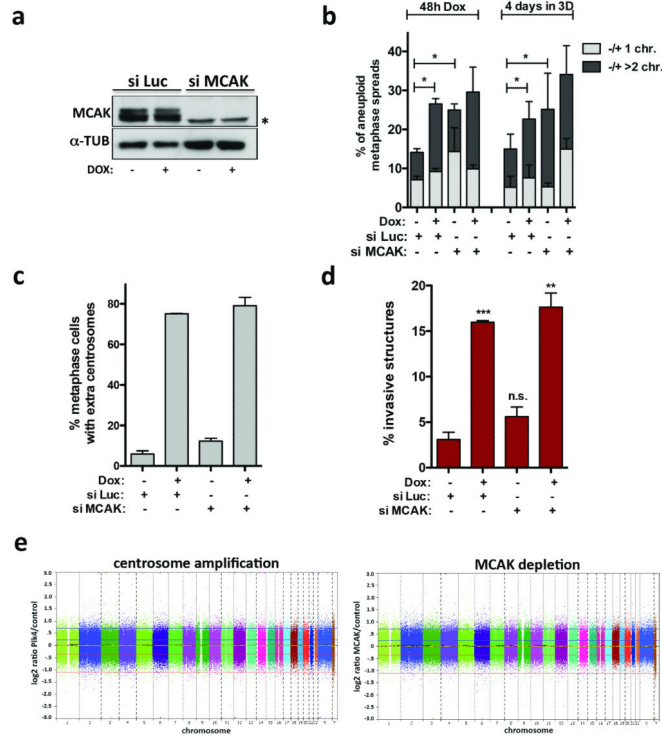 a
si Luc si MCAK
MCAK
*
α-TUB
DOX: - + - +
b
48h Dox 4 days in 3D
-/+ 1 chr.
-/+ >2 chr.
% of aneuploid
metaphase spreads
50
40
30
20
10
0
* * * *
Dox: - + - + - + - +
si Luc: + + - - + + - -
si MCAK: - - + + - - + +
c
% metaphase cells
with extra centrosomes
80
60
40
20
0
Dox: - + - +
si Luc: + + - -
si MCAK: - - + +
d
% invasive structures
20
15
10
5
0
*** n.s. **
Dox: - + - +
si Luc: + + - -
si MCAK: - - + +
e
centrosome amplification
log2 ratio Plk4/control
chromosome
MCAK depletion
log2 ratio MCAK/control
chromosome